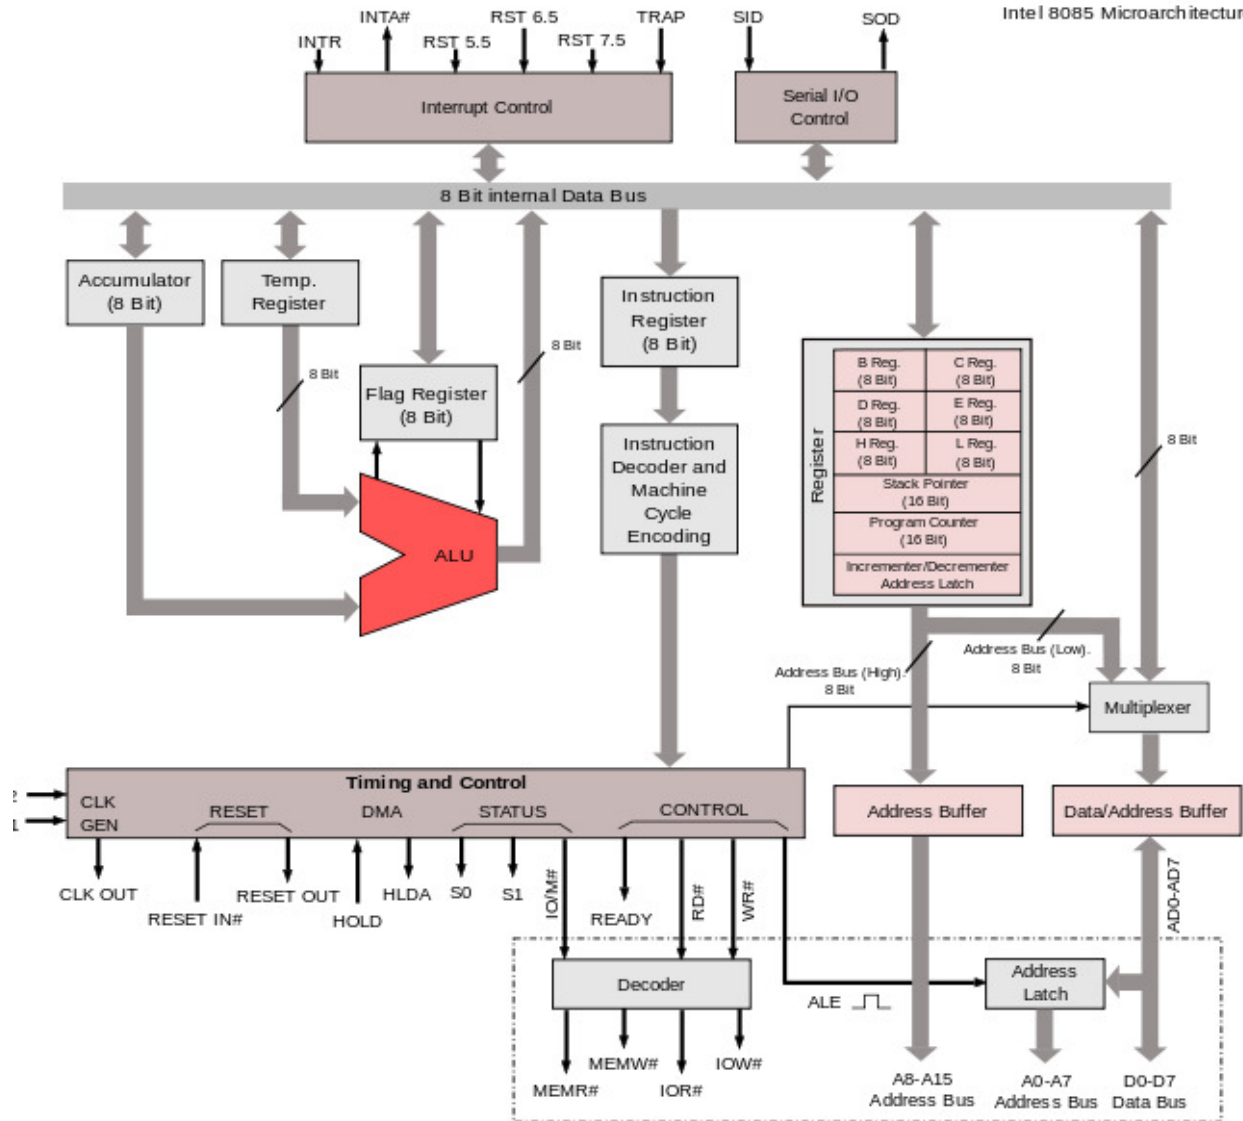 Intel 8085 Microarchitectur
INTA#
RST 6.5
TRAP
SID
SOD
INTR
RST 5.5
RST 7.5
Interrupt Control
Serial I/O
Control
8 Bit internal Data Bus
Accumulator
(8 Bit)
Temp.
Register
8 Bit
Flag Register
(8 Bit)
ALU
8 Bit
Instruction
Register
(8 Bit)
Instruction
Decoder and
Machine
Cycle
Encoding
Register
B Reg.
(8 Bit)
C Reg.
(8 Bit)
D Reg.
(8 Bit)
E Reg.
(8 Bit)
H Reg.
(8 Bit)
L Reg.
(8 Bit)
Stack Pointer
(16 Bit)
Program Counter
(16 Bit)
Incrementer/Decrementer
Address Latch
8 Bit
Address Bus (High).
8 Bit
Address Bus (Low).
8 Bit
Multiplexer
Timing and Control
2
1
CLK
GEN
RESET
DMA
STATUS
CONTROL
Address Buffer
Data/Address Buffer
CLK OUT
RESET IN#
RESET OUT
HOLD
HLDA
S0
S1
IO/M#
READY
RD#
WR#
AD0-AD7
Decoder
ALE
Address
Latch
MEMR#
MEMW#
IOR#
IOW#
A8-A15
Address Bus
A0-A7
Address Bus
D0-D7
Data Bus